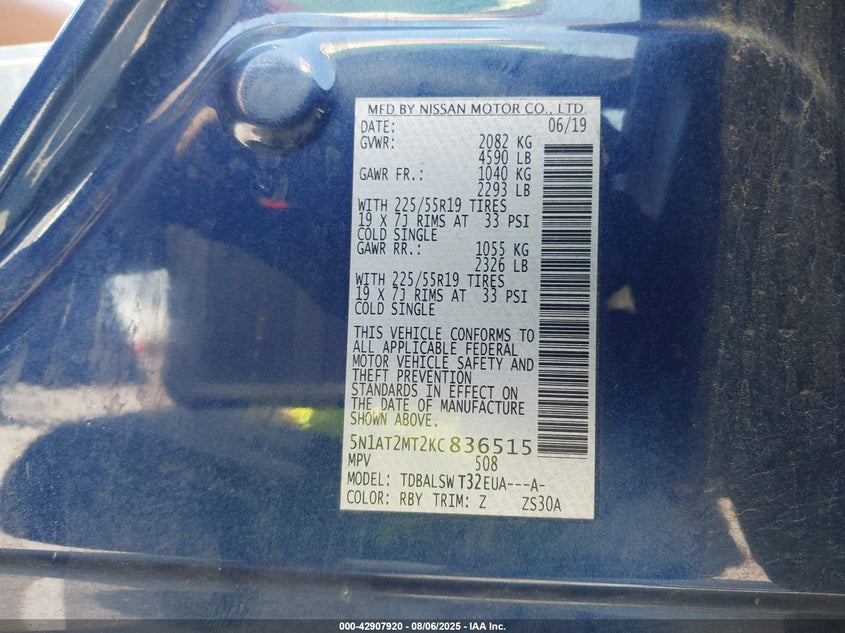 MFD BY NISSAN MOTOR CO., LTD.
DATE: 06/19
GVWR: 2082 KG
4590 LB
GAWR FR.: 1040 KG
2293 LB
WITH 225/55R19 TIRES
19 X 7J RIMS AT 33 PSI
COLD SINGLE
GAWR RR.: 1055 KG
2326 LB
WITH 225/55R19 TIRES
19 X 7J RIMS AT 33 PSI
COLD SINGLE
THIS VEHICLE CONFORMS TO
ALL APPLICABLE FEDERAL
MOTOR VEHICLE SAFETY AND
THEFT PREVENTION
STANDARDS IN EFFECT ON
THE DATE OF MANUFACTURE
SHOWN ABOVE.
5N1AT2MT2KC836515
MPV 508
MODEL: TDBALSW T32EUA---A-
COLOR: RBY TRIM: Z ZS30A
000-42907920 - 08/06/2025 - IAA Inc.